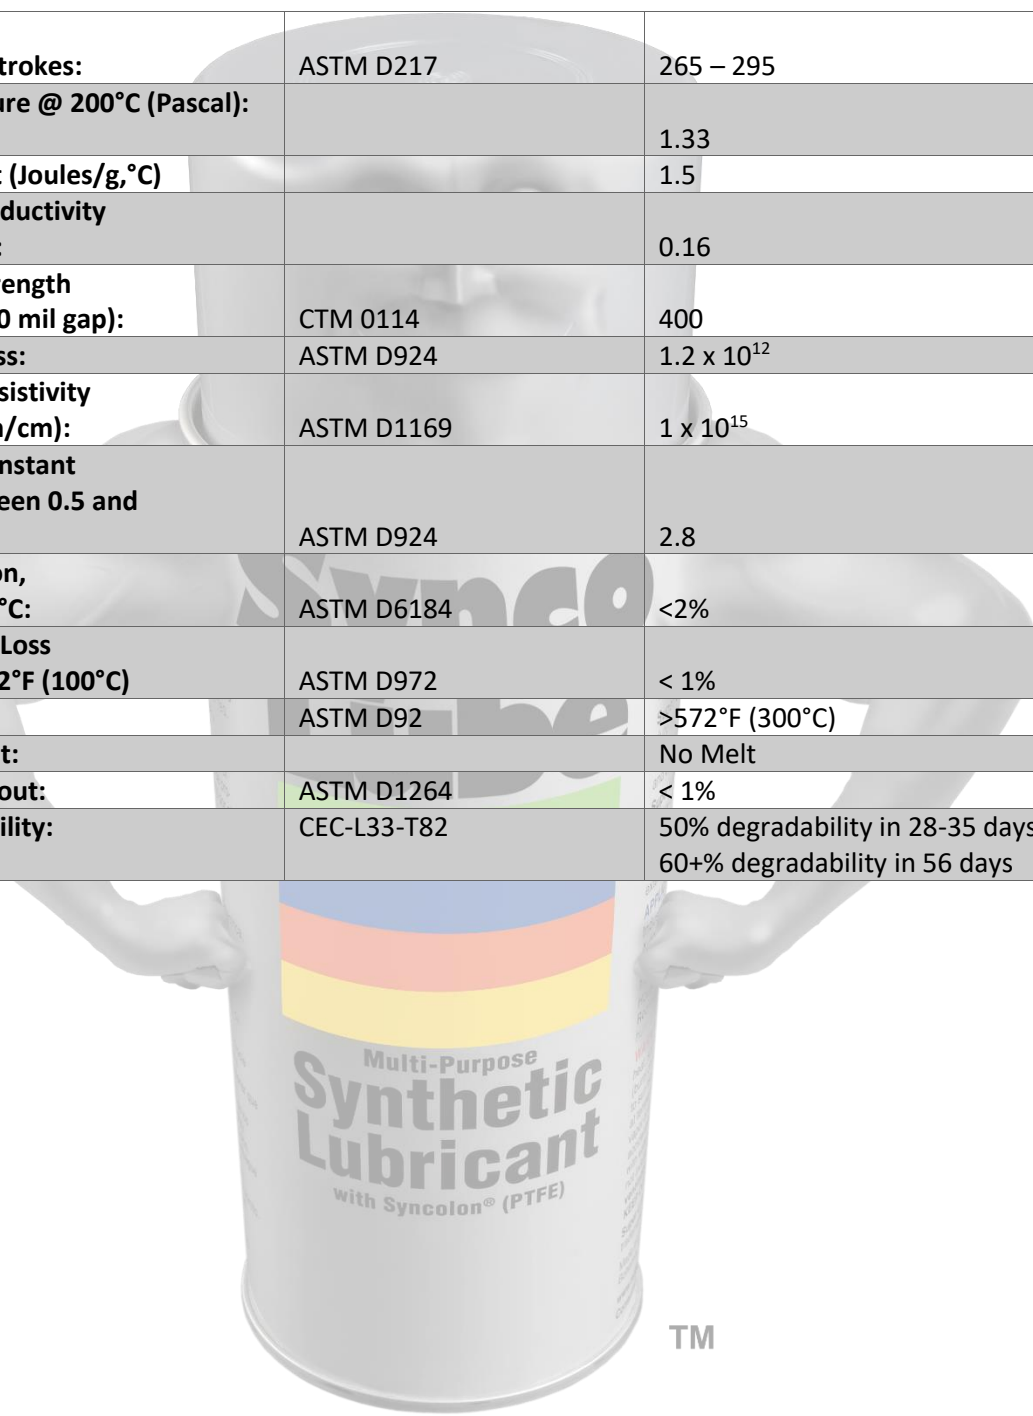 trokes: ASTM D217 265 – 295
ure @ 200°C (Pascal):
1.33
t (Joules/g,°C) 1.5
ductivity
: 0.16
rength
0 mil gap): CTM 0114 400
ss: ASTM D924 1.2 x 10¹²
sistivity
n/cm): ASTM D1169 1 x 10¹⁵
nstant
een 0.5 and
ASTM D924 2.8
on,
°C: ASTM D6184 <2%
Loss
2°F (100°C) ASTM D972 < 1%
ASTM D92 >572°F (300°C)
t: No Melt
out: ASTM D1264 < 1%
ility: CEC-L33-T82 50% degradability in 28-35 days
60+% degradability in 56 days
Synco
Lube
Multi-Purpose
Synthetic
Lubricant
with Syncolon® (PTFE)
TM